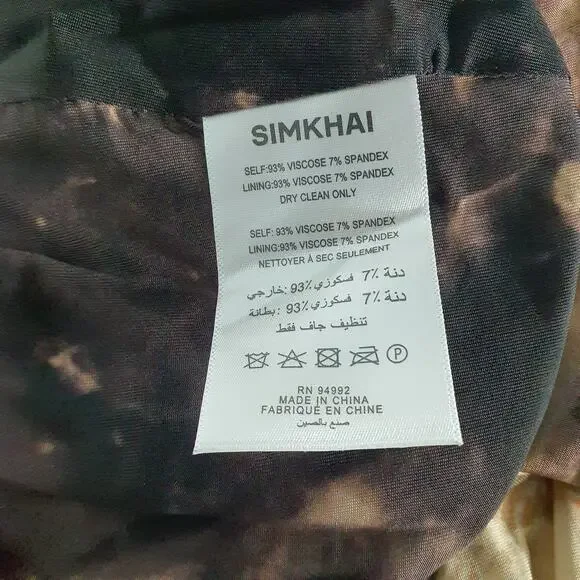 SIMKHAI
SELF:93% VISCOSE 7% SPANDEX
LINING:93% VISCOSE 7% SPANDEX
DRY CLEAN ONLY
SELF: 93% VISCOSE 7% SPANDEX
LINING:93% VISCOSE 7% SPANDEX
NETTOYER À SEC SEULEMENT
دنة 7٪ فسكوزي 93٪ :خارجي
دنة 7٪ فسكوزي 93٪ :بطانة
تنظيف جاف فقط
P
RN 94992
MADE IN CHINA
FABRIQUÉ EN CHINE
صنع بالصين